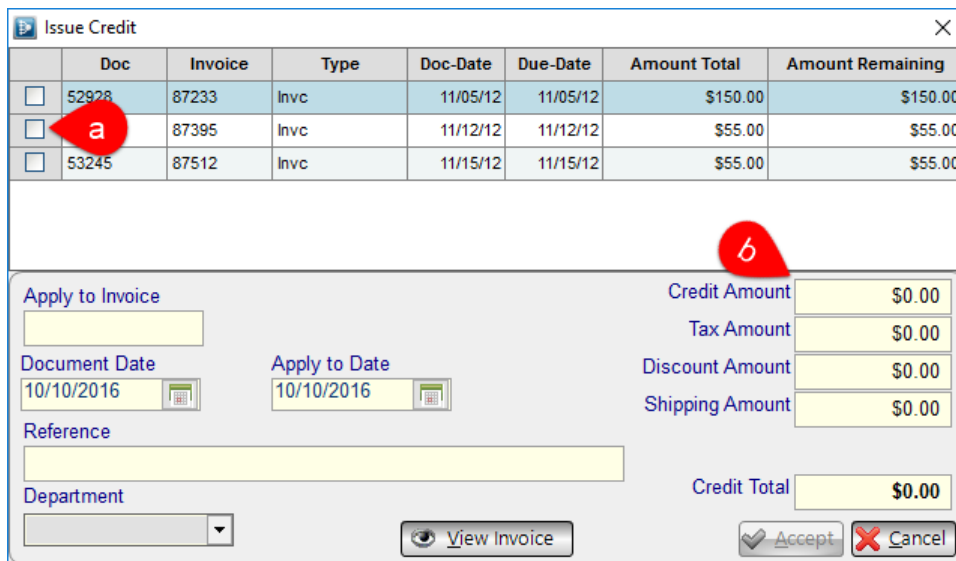 Issue Credit
Doc Invoice Type Doc-Date Due-Date Amount Total Amount Remaining
52928 87233 Invc 11/05/12 11/05/12 $150.00 $150.00
a 87395 Invc 11/12/12 11/12/12 $55.00 $55.00
53245 87512 Invc 11/15/12 11/15/12 $55.00 $55.00
b
Apply to Invoice Credit Amount $0.00
Tax Amount $0.00
Document Date Apply to Date Discount Amount $0.00
10/10/2016 10/10/2016 Shipping Amount $0.00
Reference
Department Credit Total $0.00
View Invoice Accept Cancel